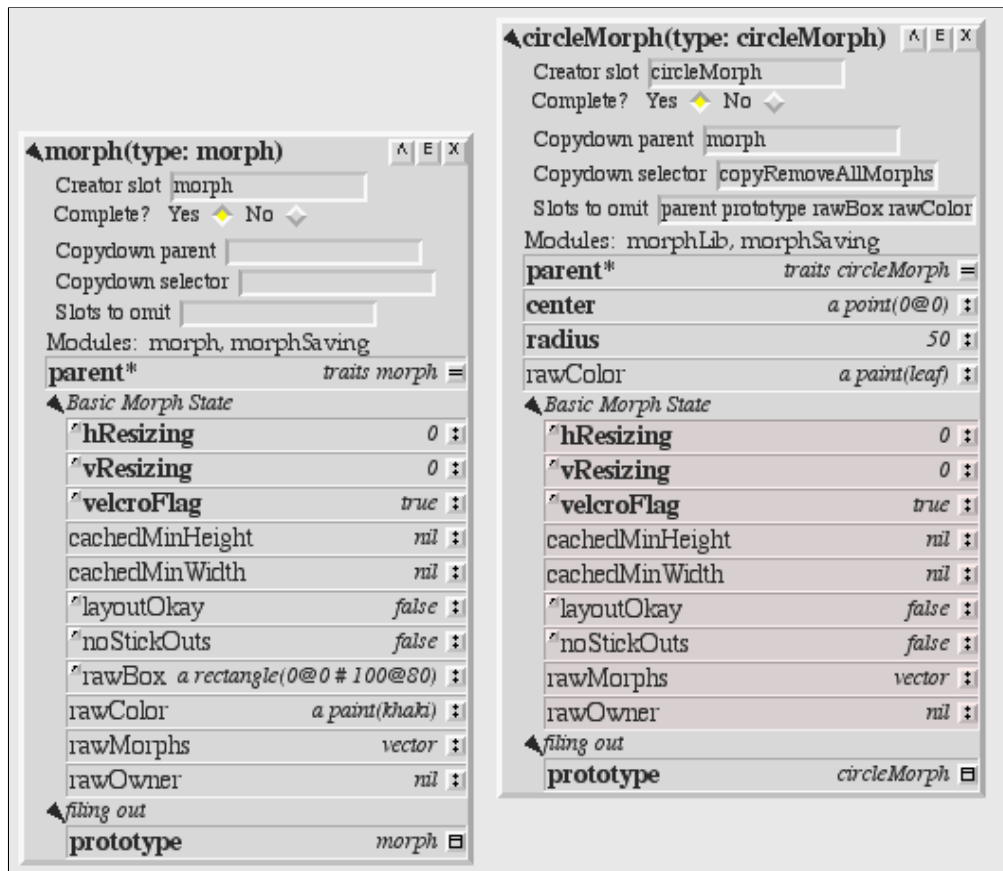 morph(type: morph) ʌ E X
Creator slot morph
Complete? Yes No
Copydown parent
Copydown selector
Slots to omit
Modules: morph, morphSaving
parent* traits morph =
Basic Morph State
hResizing 0
vResizing 0
velcroFlag true
cachedMinHeight nil
cachedMinWidth nil
layoutOkay false
noStickOuts false
rawBox a rectangle(0@0 # 100@80)
rawColor a paint(khaki)
rawMorphs vector
rawOwner nil
filing out
prototype morph
circleMorph(type: circleMorph) ʌ E X
Creator slot circleMorph
Complete? Yes No
Copydown parent morph
Copydown selector copyRemoveAllMorphs
Slots to omit parent prototype rawBox rawColor
Modules: morphLib, morphSaving
parent* traits circleMorph =
center a point(0@0)
radius 50
rawColor a paint(leaf)
Basic Morph State
hResizing 0
vResizing 0
velcroFlag true
cachedMinHeight nil
cachedMinWidth nil
layoutOkay false
noStickOuts false
rawMorphs vector
rawOwner nil
filing out
prototype circleMorph